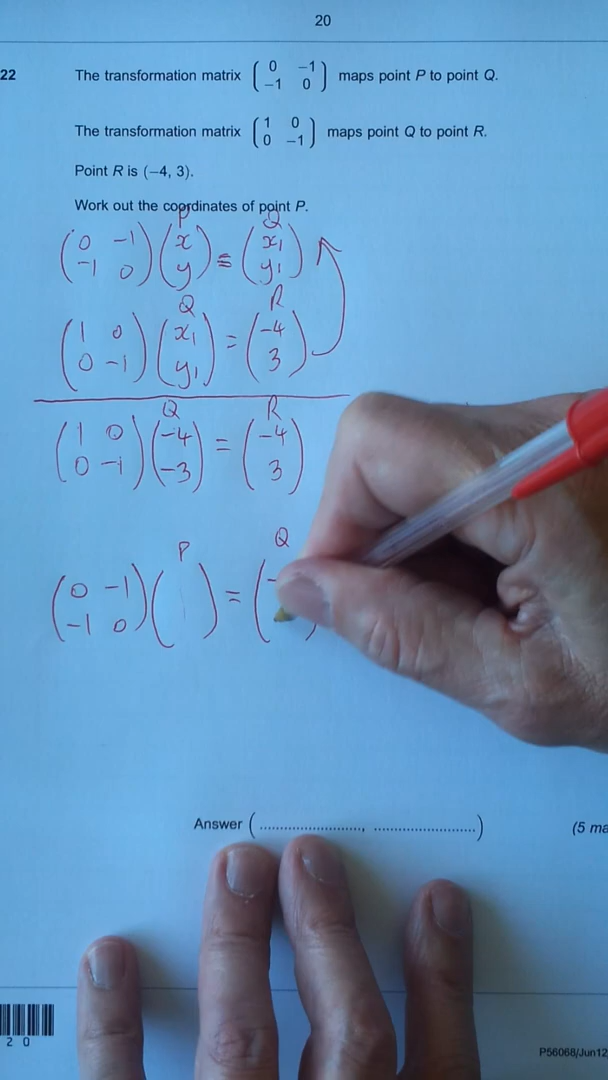 20
22 The transformation matrix ( 0 −1 ) maps point P to point Q.
( −1 0 )
The transformation matrix ( 1 0 ) maps point Q to point R.
( 0 −1 )
Point R is (−4, 3).
Work out the coordinates of point P.
P Q
( 0 −1 ) ( x ) = ( x₁ )
( −1 0 ) ( y ) ( y₁ )
Q R
( 1 0 ) ( x₁ ) = ( −4 )
( 0 −1 ) ( y₁ ) ( 3 )
Q R
( 1 0 ) ( −4 ) = ( −4 )
( 0 −1 ) ( −3 ) ( 3 )
P Q
( 0 −1 ) ( ) = (
( −1 0 ) ( ) (
Answer (........................, ........................)
(5 ma
2 0
P56068/Jun12